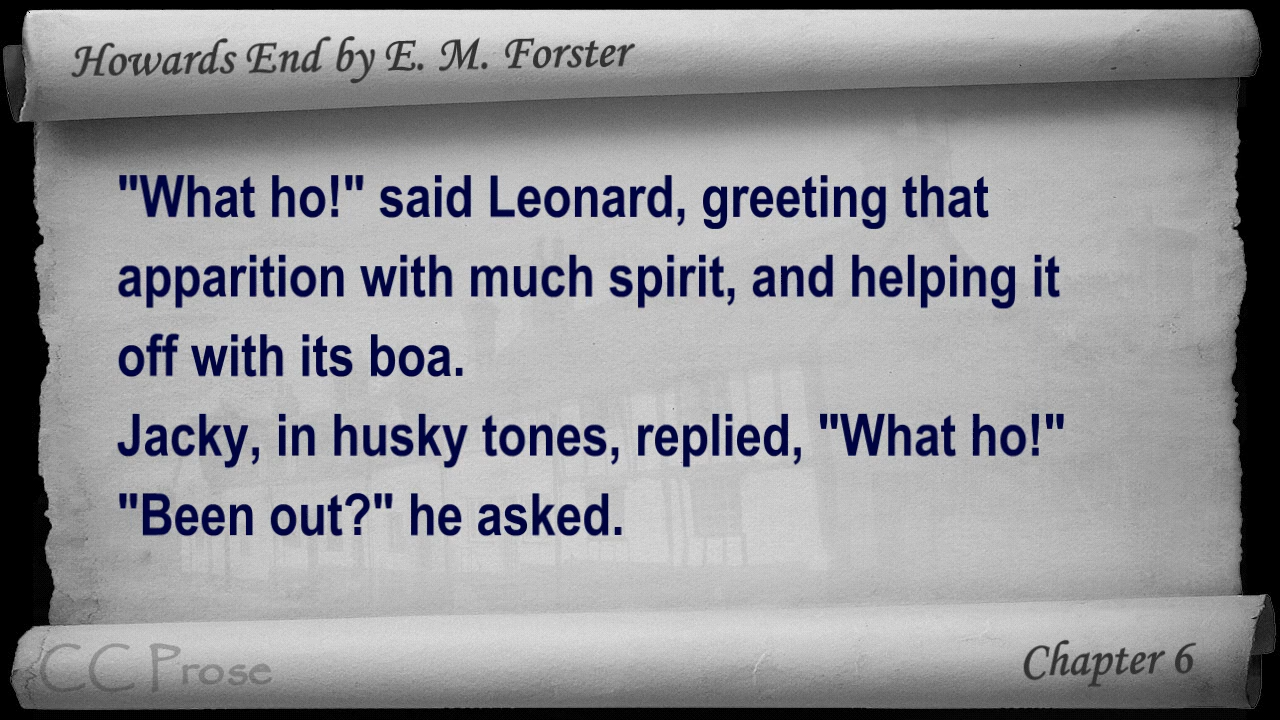 Howards End by E. M. Forster
"What ho!" said Leonard, greeting that
apparition with much spirit, and helping it
off with its boa.
Jacky, in husky tones, replied, "What ho!"
"Been out?" he asked.
CC Prose
Chapter 6